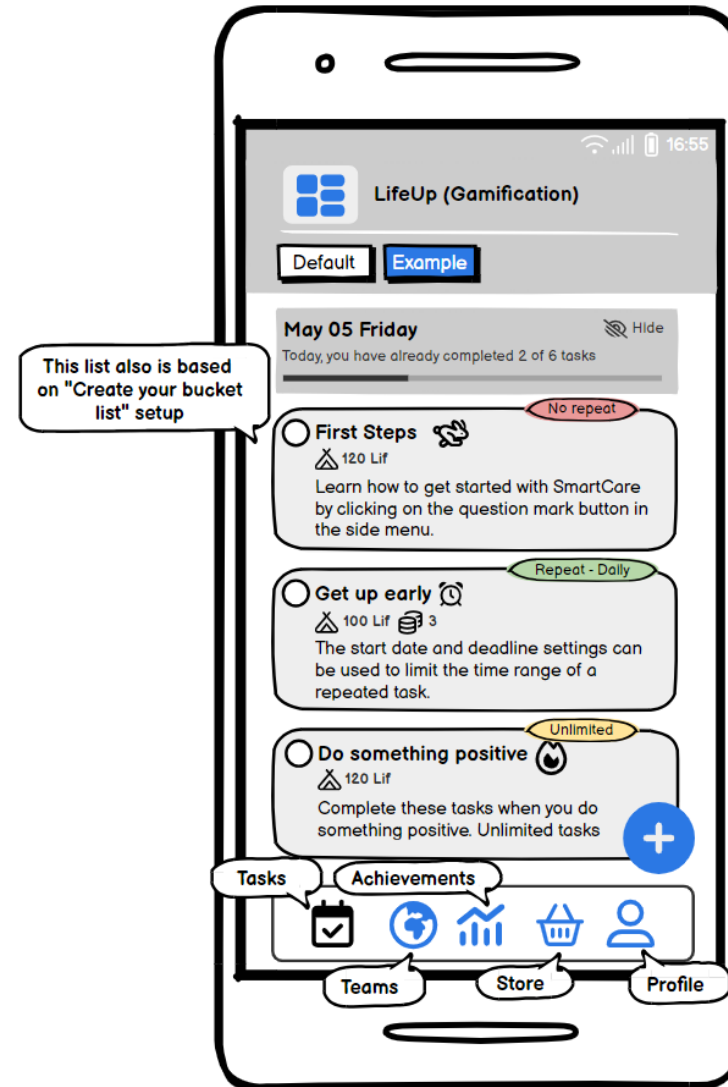 16:55
LifeUp (Gamification)
Default
Example
May 05 Friday
Hide
Today, you have already completed 2 of 6 tasks
This list also is based
on "Create your bucket
list" setup
No repeat
First Steps
120 Lif
Learn how to get started with SmartCare
by clicking on the question mark button in
the side menu.
Repeat - Daily
Get up early
100 Lif 3
The start date and deadline settings can
be used to limit the time range of a
repeated task.
Unlimited
Do something positive
120 Lif
Complete these tasks when you do
something positive. Unlimited tasks
Tasks
Achievements
Teams
Store
Profile